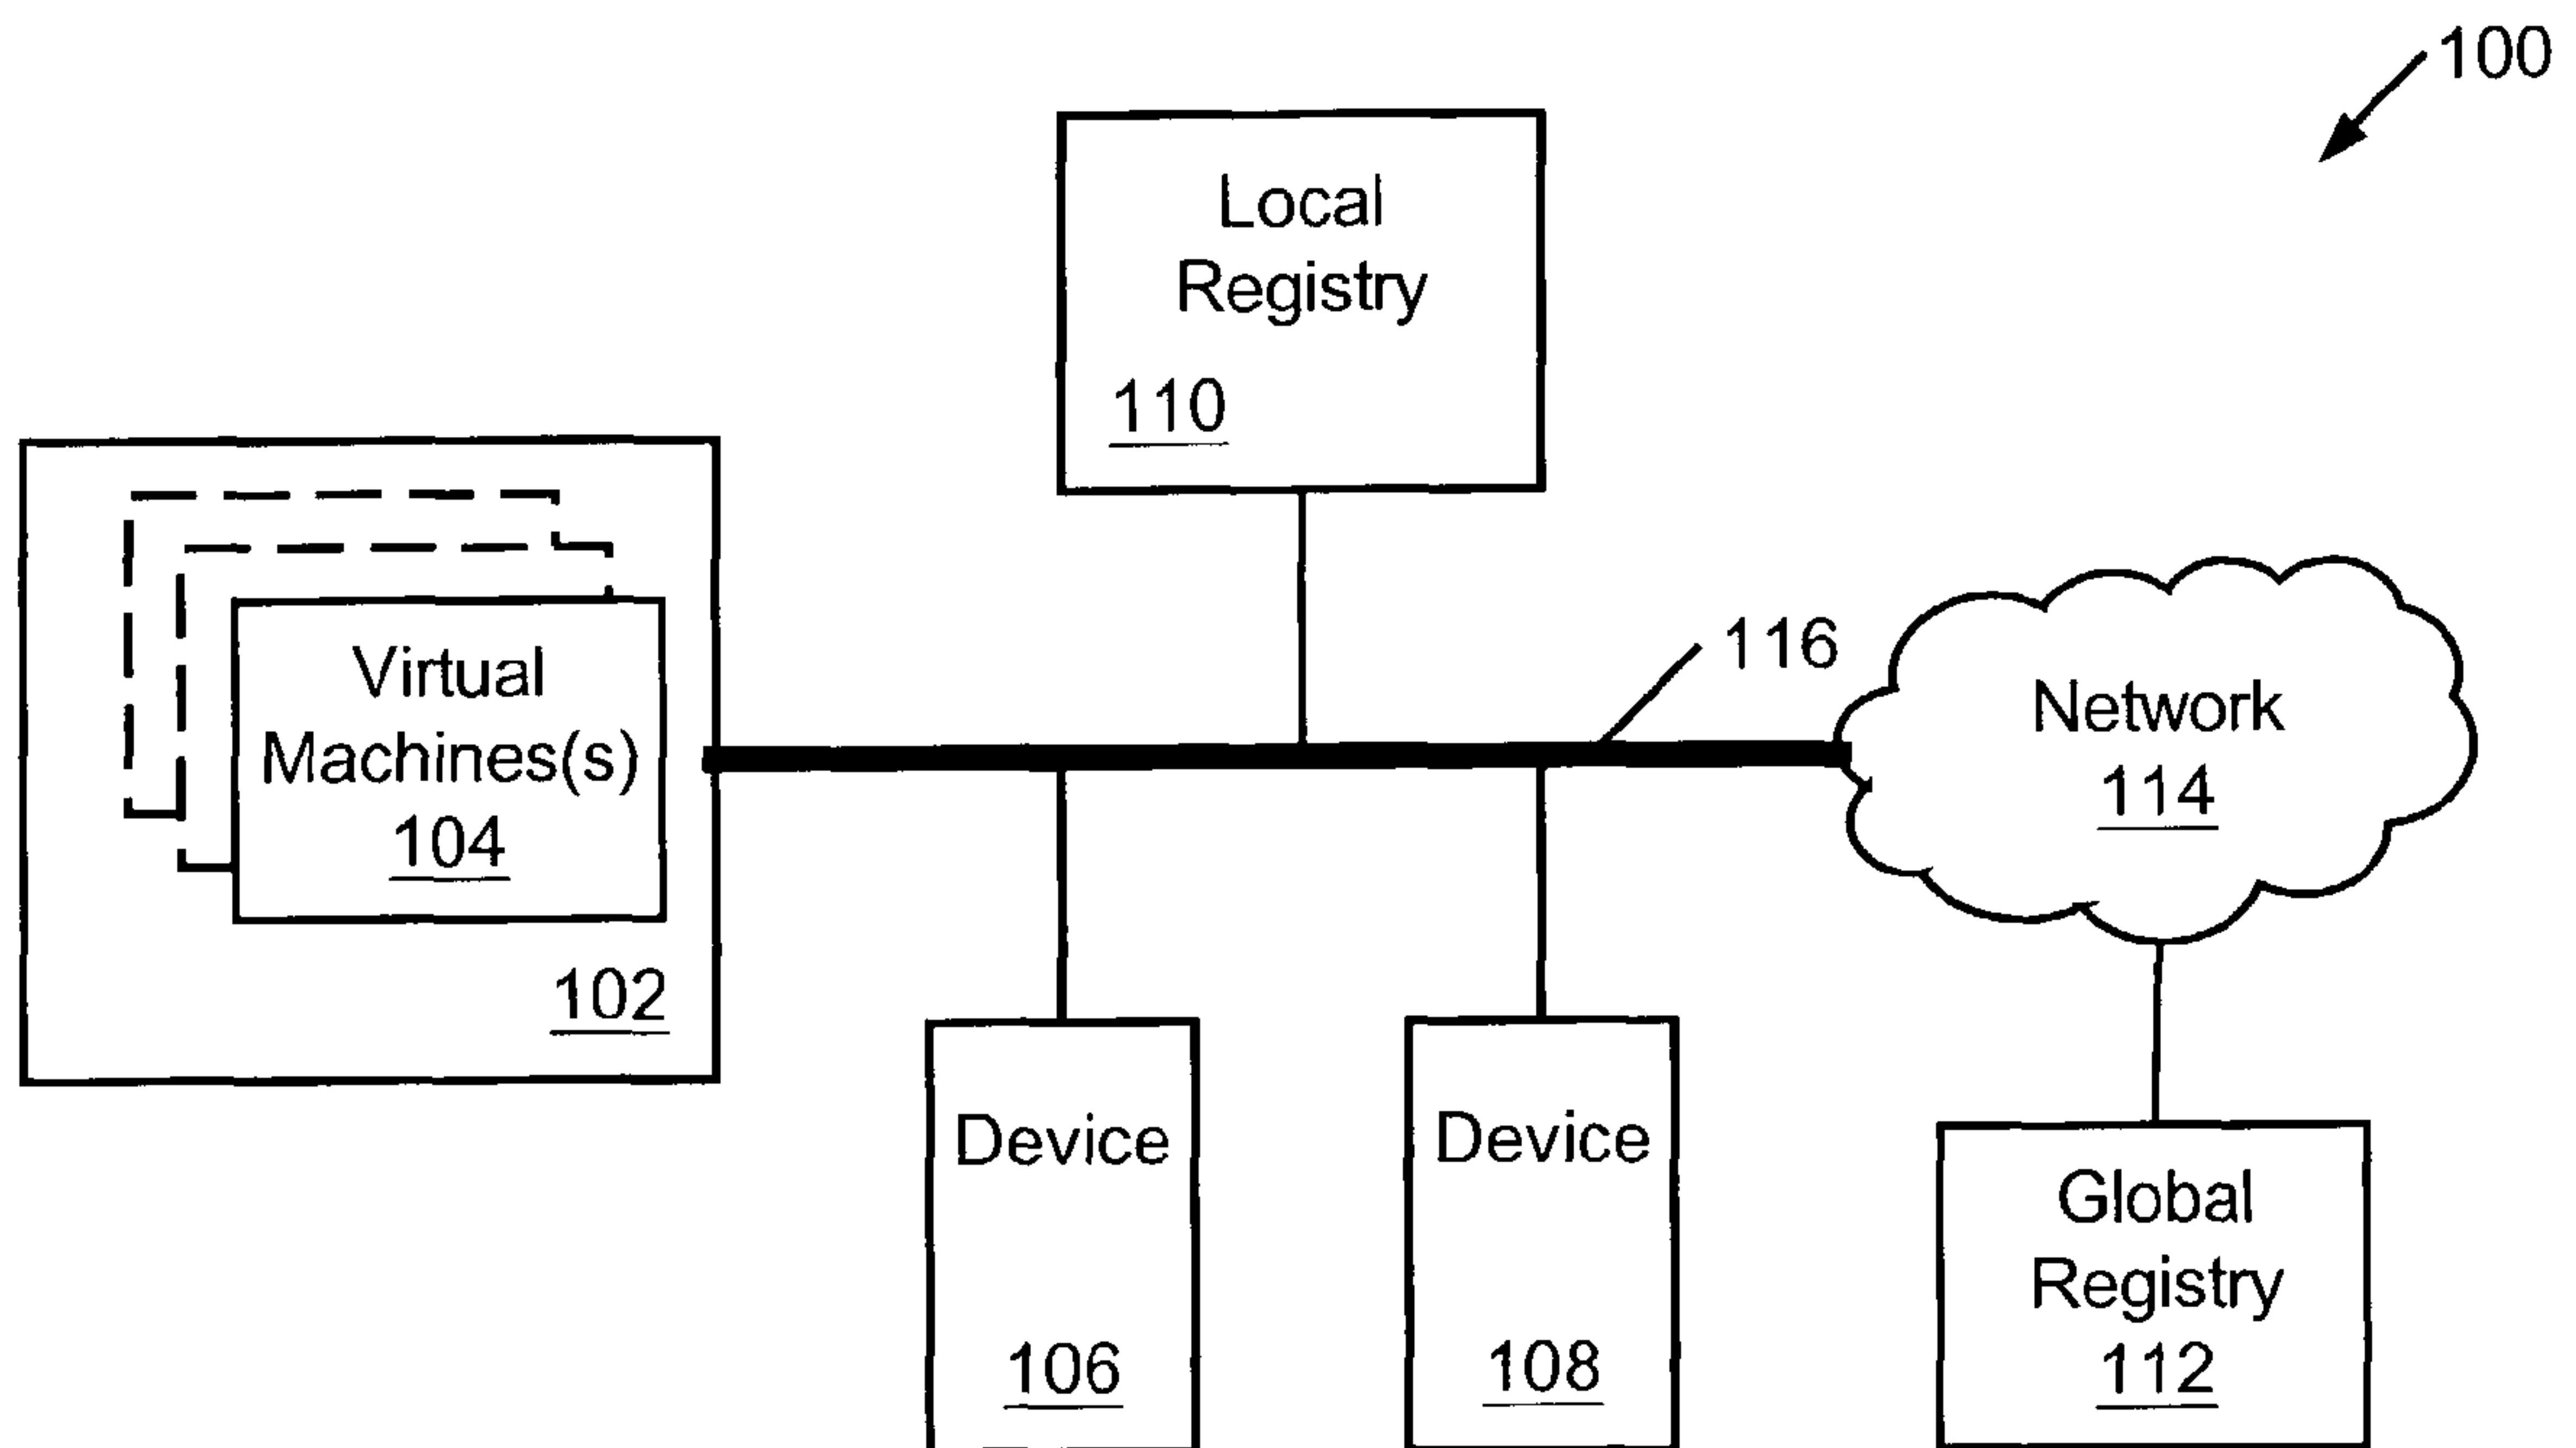 100
Local
Registry
110
116
Virtual
Machines(s)
104
102
Network
114
Device
106
Device
108
Global
Registry
112